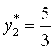 y₂* = 5/3